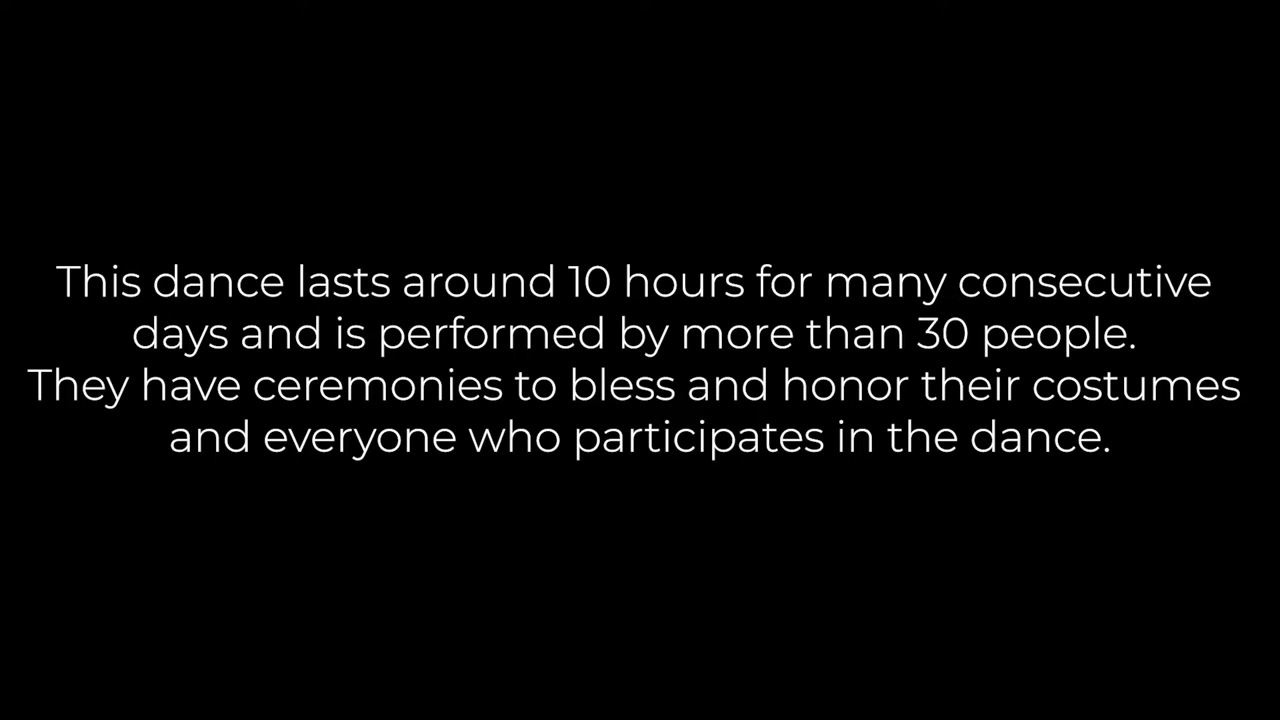 This dance lasts around 10 hours for many consecutive
days and is performed by more than 30 people.
They have ceremonies to bless and honor their costumes
and everyone who participates in the dance.